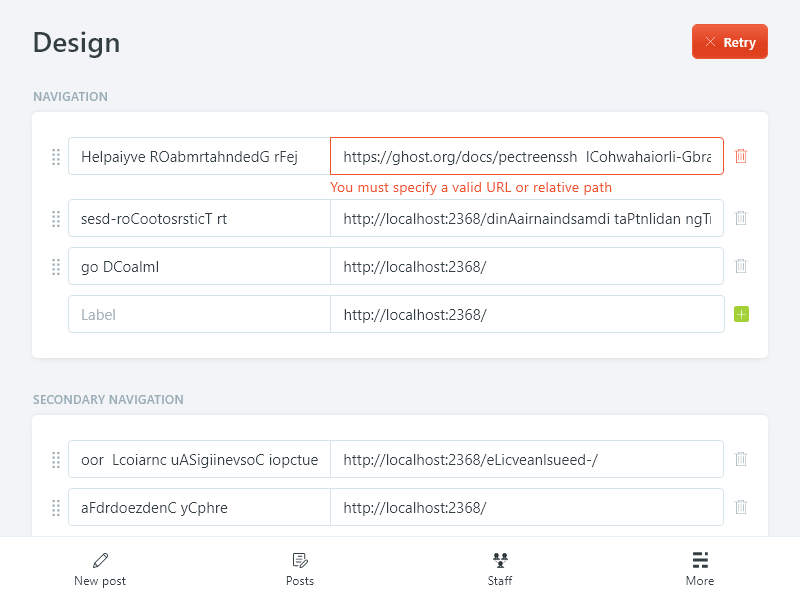 Design
Retry
NAVIGATION
Helpaiyve ROabmrtahndedG rFej
https://ghost.org/docs/pectreenssh lCohwahaiorli-Gbra
You must specify a valid URL or relative path
sesd-roCootosrsticT rt
http://localhost:2368/dinAairnaindsamdi taPtnlidan ngT
go DCoalml
http://localhost:2368/
Label
http://localhost:2368/
SECONDARY NAVIGATION
oor Lcoiarnc uASigiinevsoC iopctue
http://localhost:2368/eLicveanlsueed-/
aFdrdoezdenC yCphre
http://localhost:2368/
New post
Posts
Staff
More